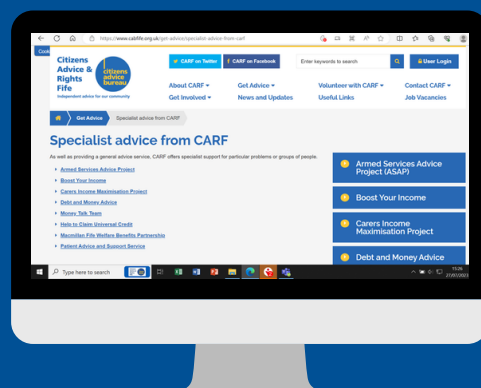 https://www.cabfife.org.uk/get-advice/specialist-advice-from-carf
Cook
Citizens
Advice &
Rights
Fife
Independent advice for our community
citizens
advice
bureau
CARF on Twitter
CARF on Facebook
Enter keywords to search
User Login
About CARF
Get Advice
Volunteer with CARF
Contact CARF
Get Involved
News and Updates
Useful Links
Job Vacancies
Get Advice
Specialist advice from CARF
Specialist advice from CARF
As well as providing a general advice service, CARF offers specialist support for particular problems or groups of people.
Armed Services Advice Project
Boost Your Income
Carers Income Maximisation Project
Debt and Money Advice
Money Talk Team
Help to Claim Universal Credit
Macmillan Fife Welfare Benefits Partnership
Patient Advice and Support Service
Armed Services Advice
Project (ASAP)
Boost Your Income
Carers Income
Maximisation Project
Debt and Money Advice
Type here to search
15:06
27/07/2023